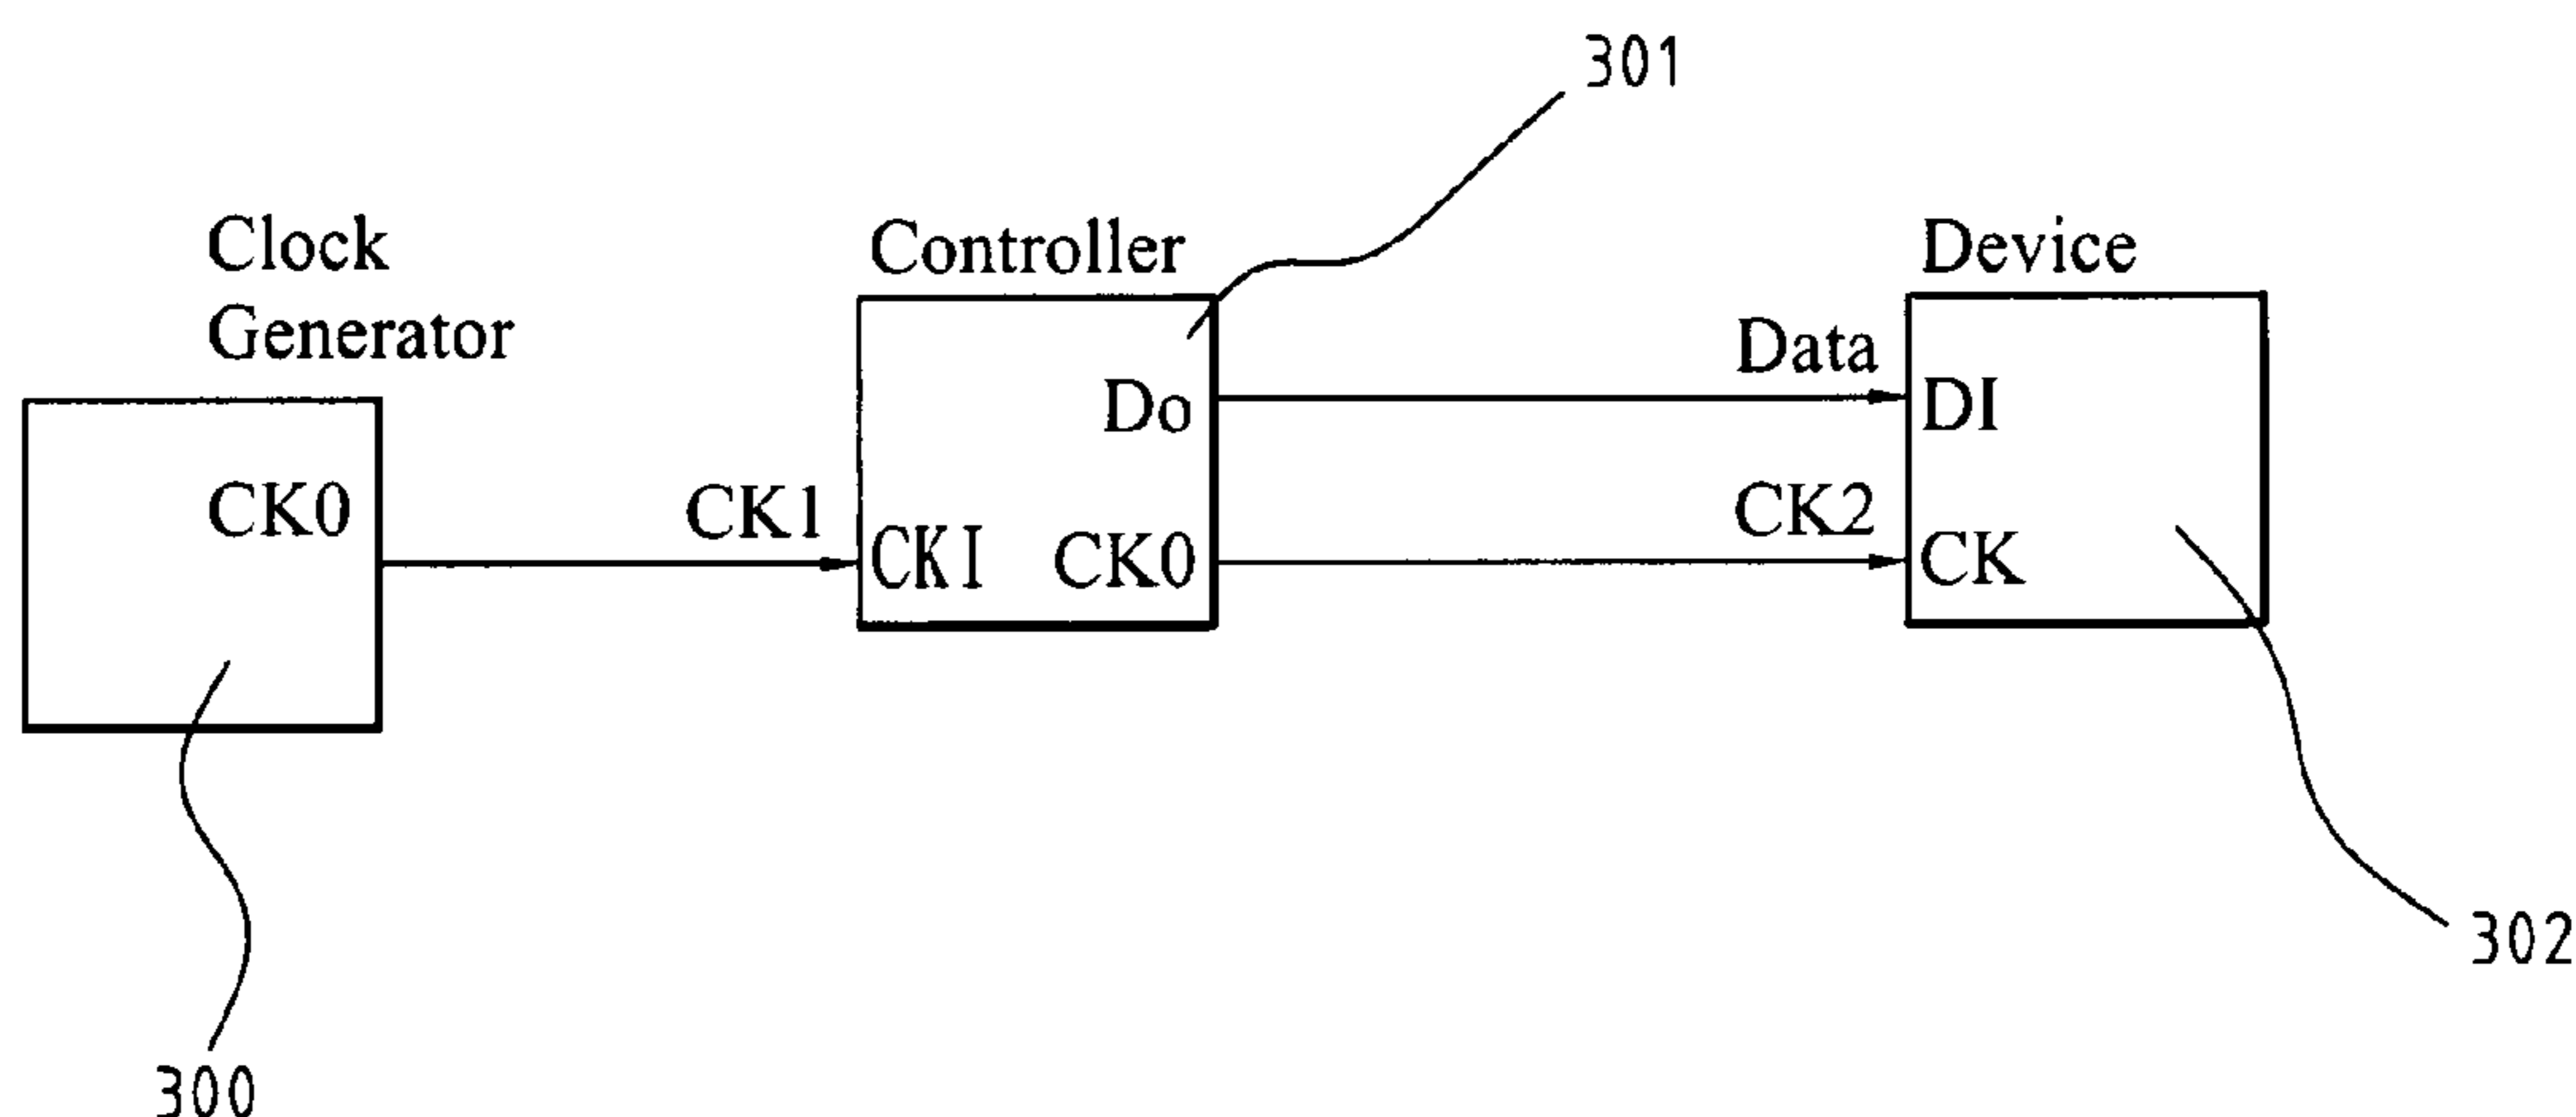 301
Clock
Generator
Controller
Device
Data
Do
DI
CK0
CK1
CK2
CKI
CK0
CK
302
300